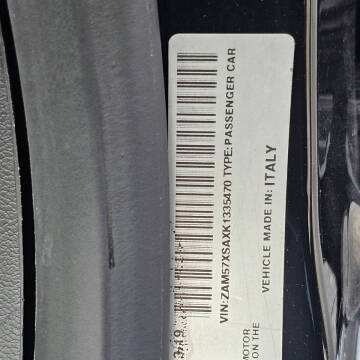 VIN: ZAM57XSAXK1335470 TYPE: PASSENGER CAR
VEHICLE MADE IN: ITALY
MOTOR
ON THE